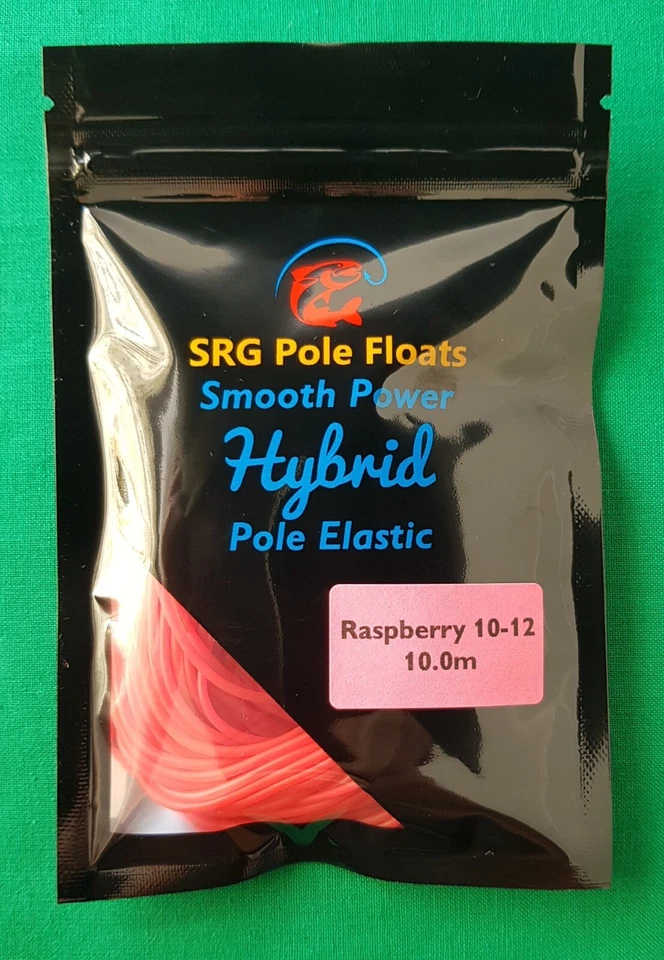 SRG Pole Floats
Smooth Power
Hybrid
Pole Elastic
Raspberry 10-12
10.0m